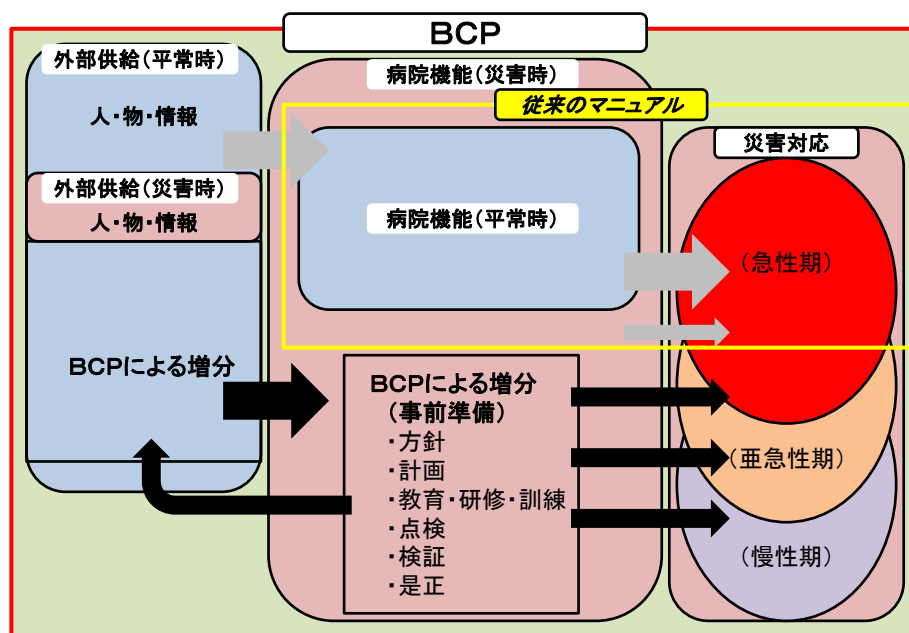 BCP
外部供給(平常時)
人・物・情報
外部供給(災害時)
人・物・情報
BCPによる増分
病院機能(災害時)
従来のマニュアル
病院機能(平常時)
BCPによる増分
(事前準備)
・方針
・計画
・教育・研修・訓練
・点検
・検証
・是正
災害対応
(急性期)
(亜急性期)
(慢性期)